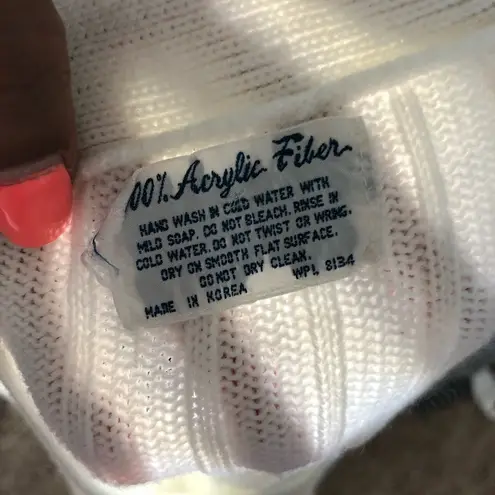 100% Acrylic Fiber
HAND WASH IN COLD WATER WITH
MILD SOAP. DO NOT BLEACH. RINSE IN
COLD WATER. DO NOT TWIST OR WRING.
DRY ON SMOOTH FLAT SURFACE.
DO NOT DRY CLEAN.
MADE IN KOREA WPL 8134